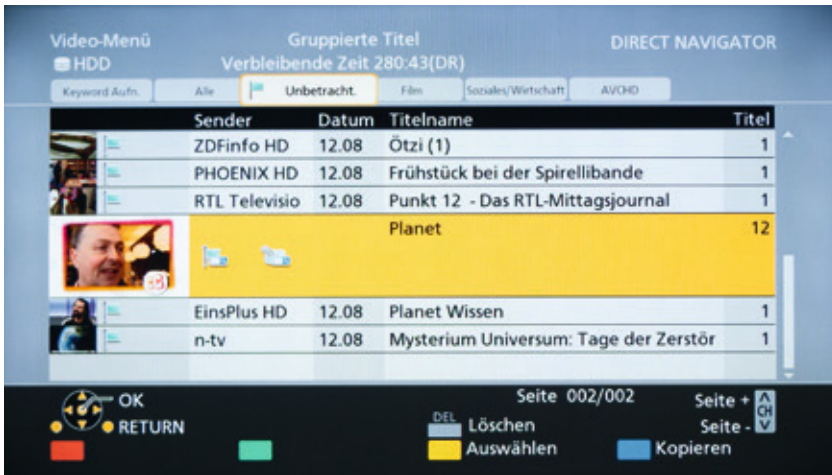 Video-Menü Gruppierte Titel DIRECT NAVIGATOR
HDD Verbleibende Zeit 280:43(DR)
Keyword Aufn. Alle Unbetracht. Film Soziales/Wirtschaft AVCHD
Sender Datum Titelname Titel
ZDFinfo HD 12.08 Ötzi (1) 1
PHOENIX HD 12.08 Frühstück bei der Spirellibande 1
RTL Televisio 12.08 Punkt 12 - Das RTL-Mittagsjournal 1
Planet 12
EinsPlus HD 12.08 Planet Wissen 1
n-tv 12.08 Mysterium Universum: Tage der Zerstör 1
OK Seite 002/002 Seite + CH
RETURN DEL Löschen Seite -
Auswählen Kopieren